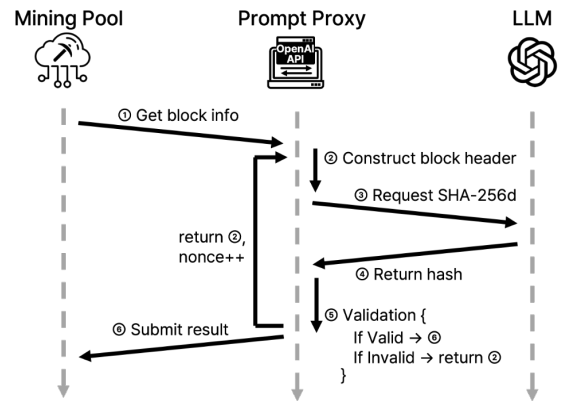 Mining Pool
Prompt Proxy
LLM
OpenAI
API
① Get block info
② Construct block header
③ Request SHA-256d
return ②,
nonce++
④ Return hash
⑤ Validation {
If Valid → ⑥
If Invalid → return ②
}
⑥ Submit result